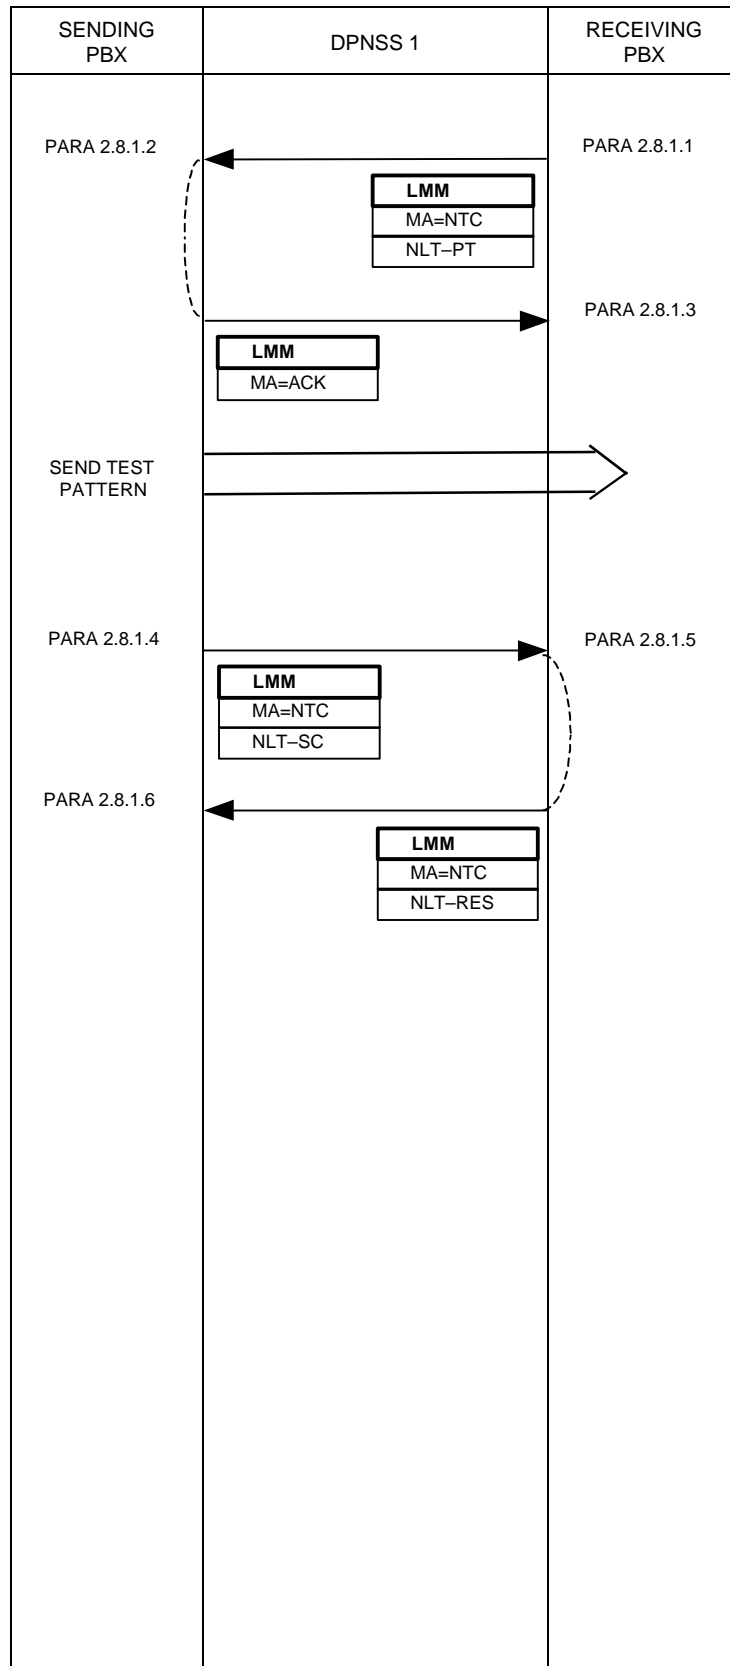 SENDING
PBX
DPNSS 1
RECEIVING
PBX
PARA 2.8.1.2
PARA 2.8.1.1
LMM
MA=NTC
NLT–PT
PARA 2.8.1.3
LMM
MA=ACK
SEND TEST
PATTERN
PARA 2.8.1.4
PARA 2.8.1.5
LMM
MA=NTC
NLT–SC
PARA 2.8.1.6
LMM
MA=NTC
NLT–RES